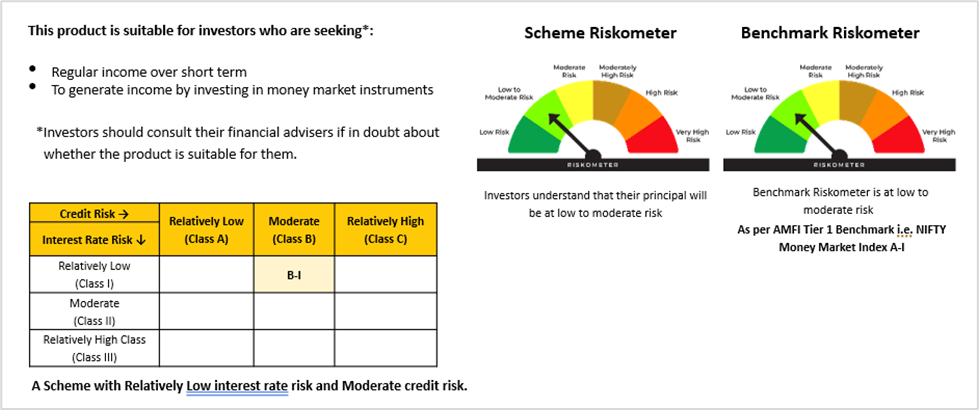 This product is suitable for investors who are seeking*:
• Regular income over short term
• To generate income by investing in money market instruments
*Investors should consult their financial advisers if in doubt about
whether the product is suitable for them.
Credit Risk →
Interest Rate Risk ↓
Relatively Low
(Class A)
Moderate
(Class B)
Relatively High
(Class C)
Relatively Low
(Class I)
B-I
Moderate
(Class II)
Relatively High Class
(Class III)
A Scheme with Relatively Low interest rate risk and Moderate credit risk.
Scheme Riskometer
Low Risk
Low to
Moderate Risk
Moderate
Risk
Moderately
High Risk
High Risk
Very High
Risk
RISKOMETER
Investors understand that their principal will
be at low to moderate risk
Benchmark Riskometer
Low Risk
Low to
Moderate Risk
Moderate
Risk
Moderately
High Risk
High Risk
Very High
Risk
RISKOMETER
Benchmark Riskometer is at low to
moderate risk
As per AMFI Tier 1 Benchmark i.e. NIFTY
Money Market Index A-I